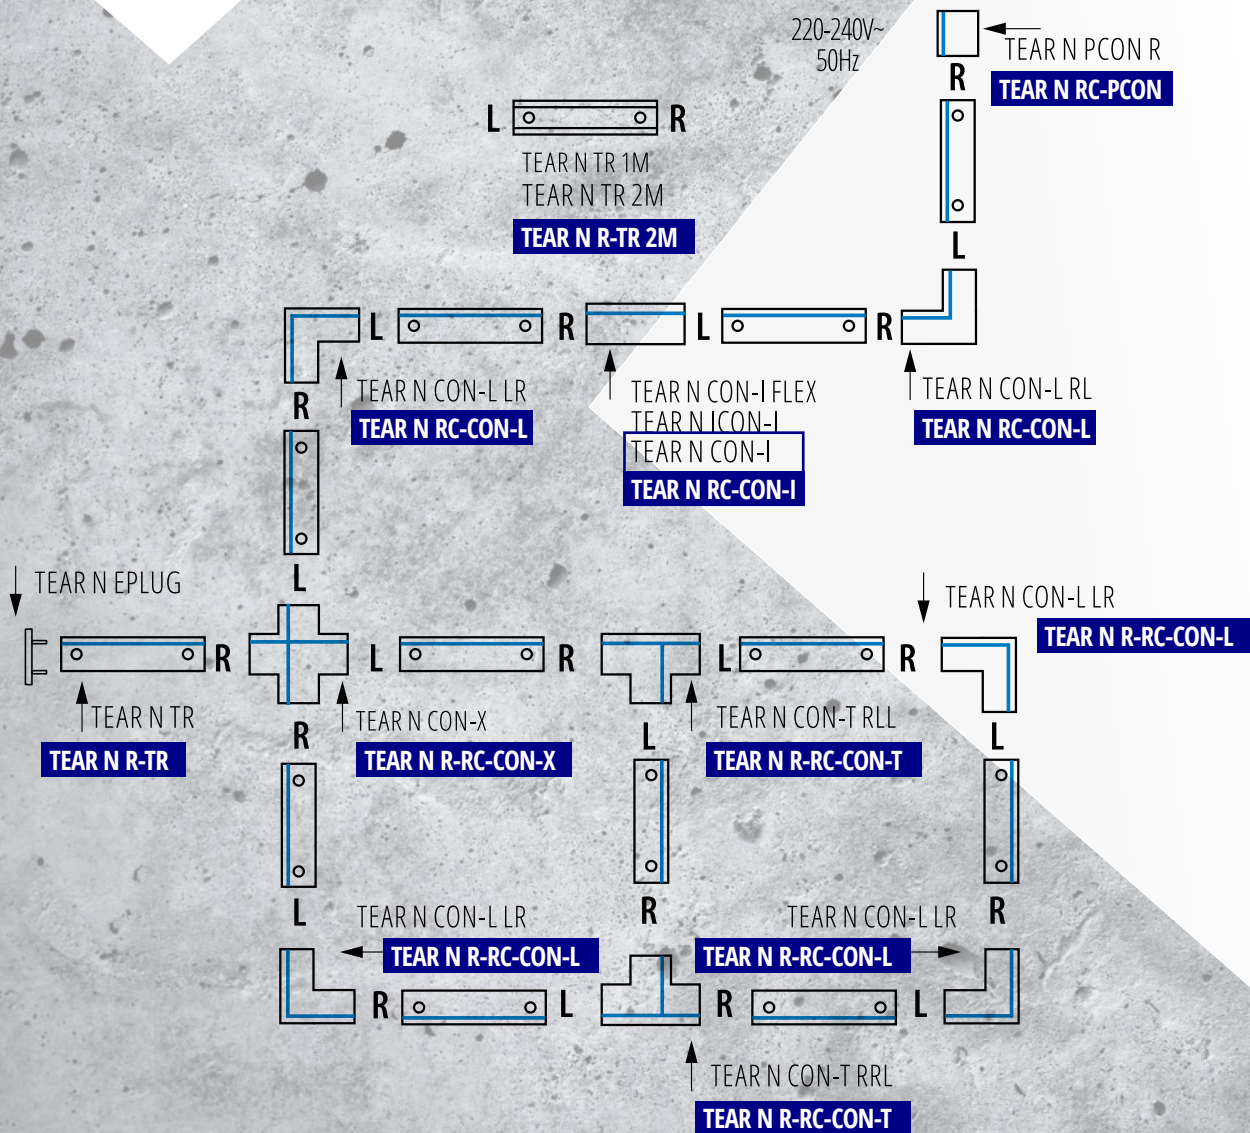 220-240V~
50Hz
TEAR N PCON R
TEAR N RC-PCON
R
L
R
TEAR N TR 1M
TEAR N TR 2M
TEAR N R-TR 2M
L
L
R
L
R
TEAR N CON-L LR
TEAR N RC-CON-L
TEAR N CON-I FLEX
TEAR N ICON-I
TEAR N CON-I
TEAR N RC-CON-I
TEAR N CON-L RL
TEAR N RC-CON-L
R
L
TEAR N EPLUG
TEAR N CON-L LR
TEAR N R-RC-CON-L
R
L
R
L
R
TEAR N TR
TEAR N R-TR
TEAR N CON-X
TEAR N R-RC-CON-X
TEAR N CON-T RLL
TEAR N R-RC-CON-T
R
L
L
L
R
R
TEAR N CON-L LR
TEAR N R-RC-CON-L
TEAR N CON-L LR
TEAR N R-RC-CON-L
R
L
R
L
TEAR N CON-T RRL
TEAR N R-RC-CON-T